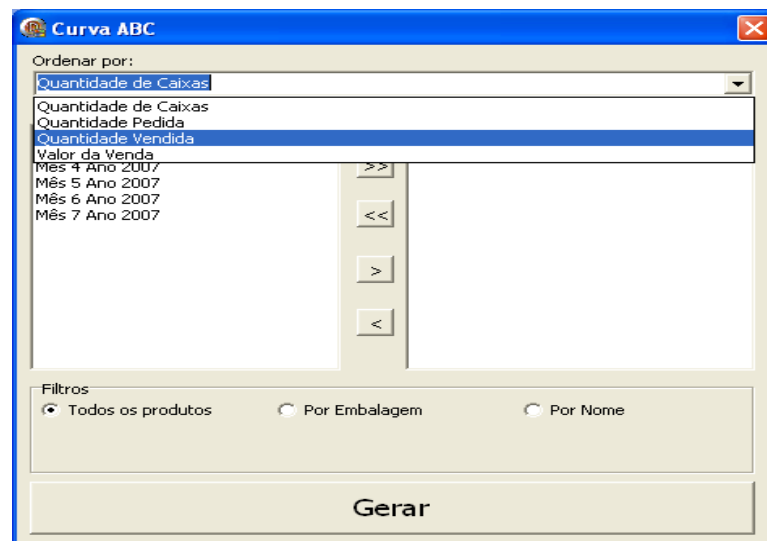 Curva ABC
Ordenar por:
Quantidade de Caixas
Quantidade de Caixas
Quantidade Pedida
Quantidade Vendida
Valor da Venda
Mês 4 Ano 2007
Mês 5 Ano 2007
Mês 6 Ano 2007
Mês 7 Ano 2007
>>
<<
>
<
Filtros
Todos os produtos Por Embalagem Por Nome
Gerar